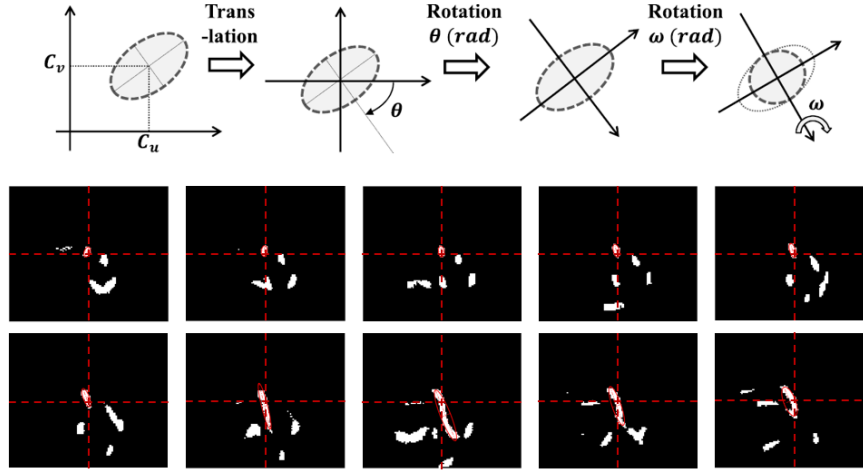 Trans
-lation
Rotation
θ (rad)
Rotation
ω (rad)
C_v
C_u
θ
ω